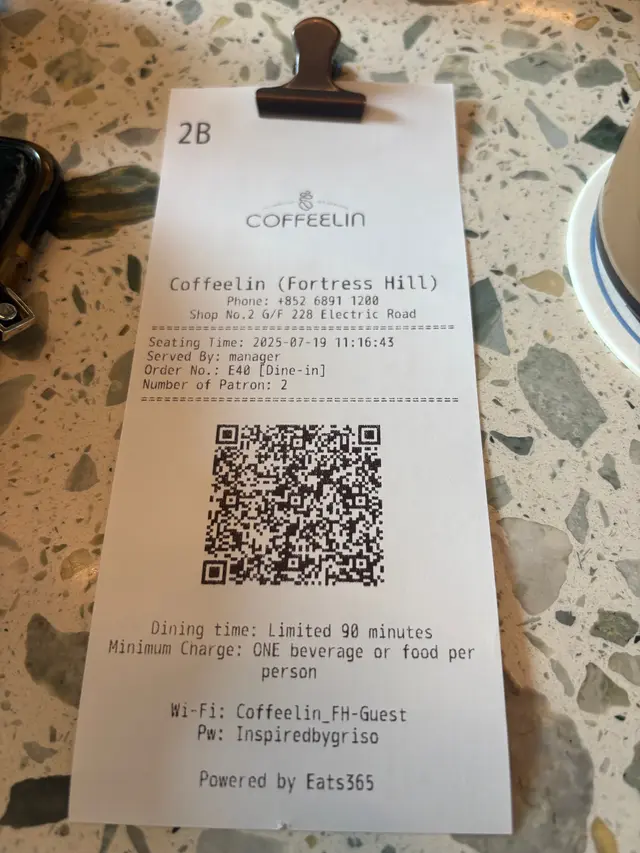 2B
COFFEELIN
Coffeelin (Fortress Hill)
Phone: +852 6891 1200
Shop No.2 G/F 228 Electric Road
Seating Time: 2025-07-19 11:16:43
Served By: manager
Order No.: E40 [Dine-in]
Number of Patron: 2
Dining time: Limited 90 minutes
Minimum Charge: ONE beverage or food per
person
Wi-Fi: Coffeelin_FH-Guest
Pw: Inspiredbygriso
Powered by Eats365